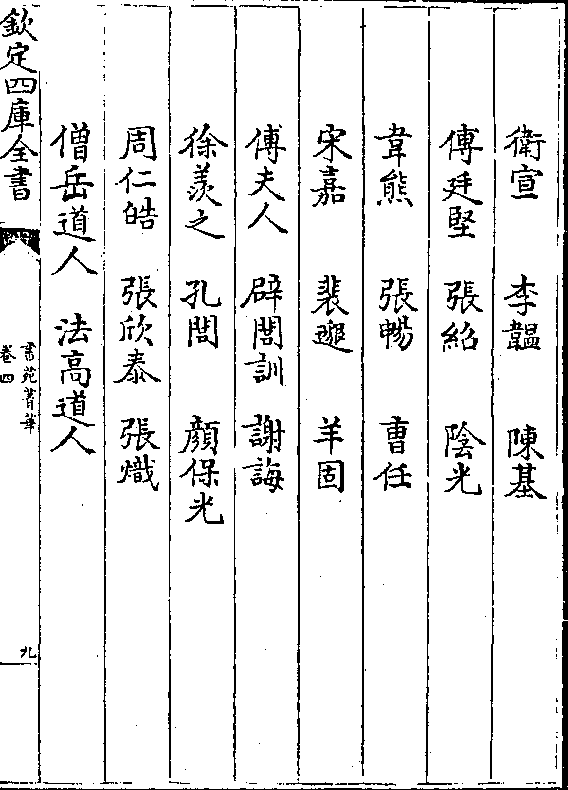 衛宣 李韞 陳基
傅廷堅 張紹 陰光
韋熊 張暢 曹任
宋嘉 裴邈 羊固
傅夫人 辟閭訓 謝誨
徐羨之 孔閭 顏保光
周仁皓 張欣泰 張熾
僧岳道人 法高道人
欽定四庫全書
書苑菁華
卷四
九